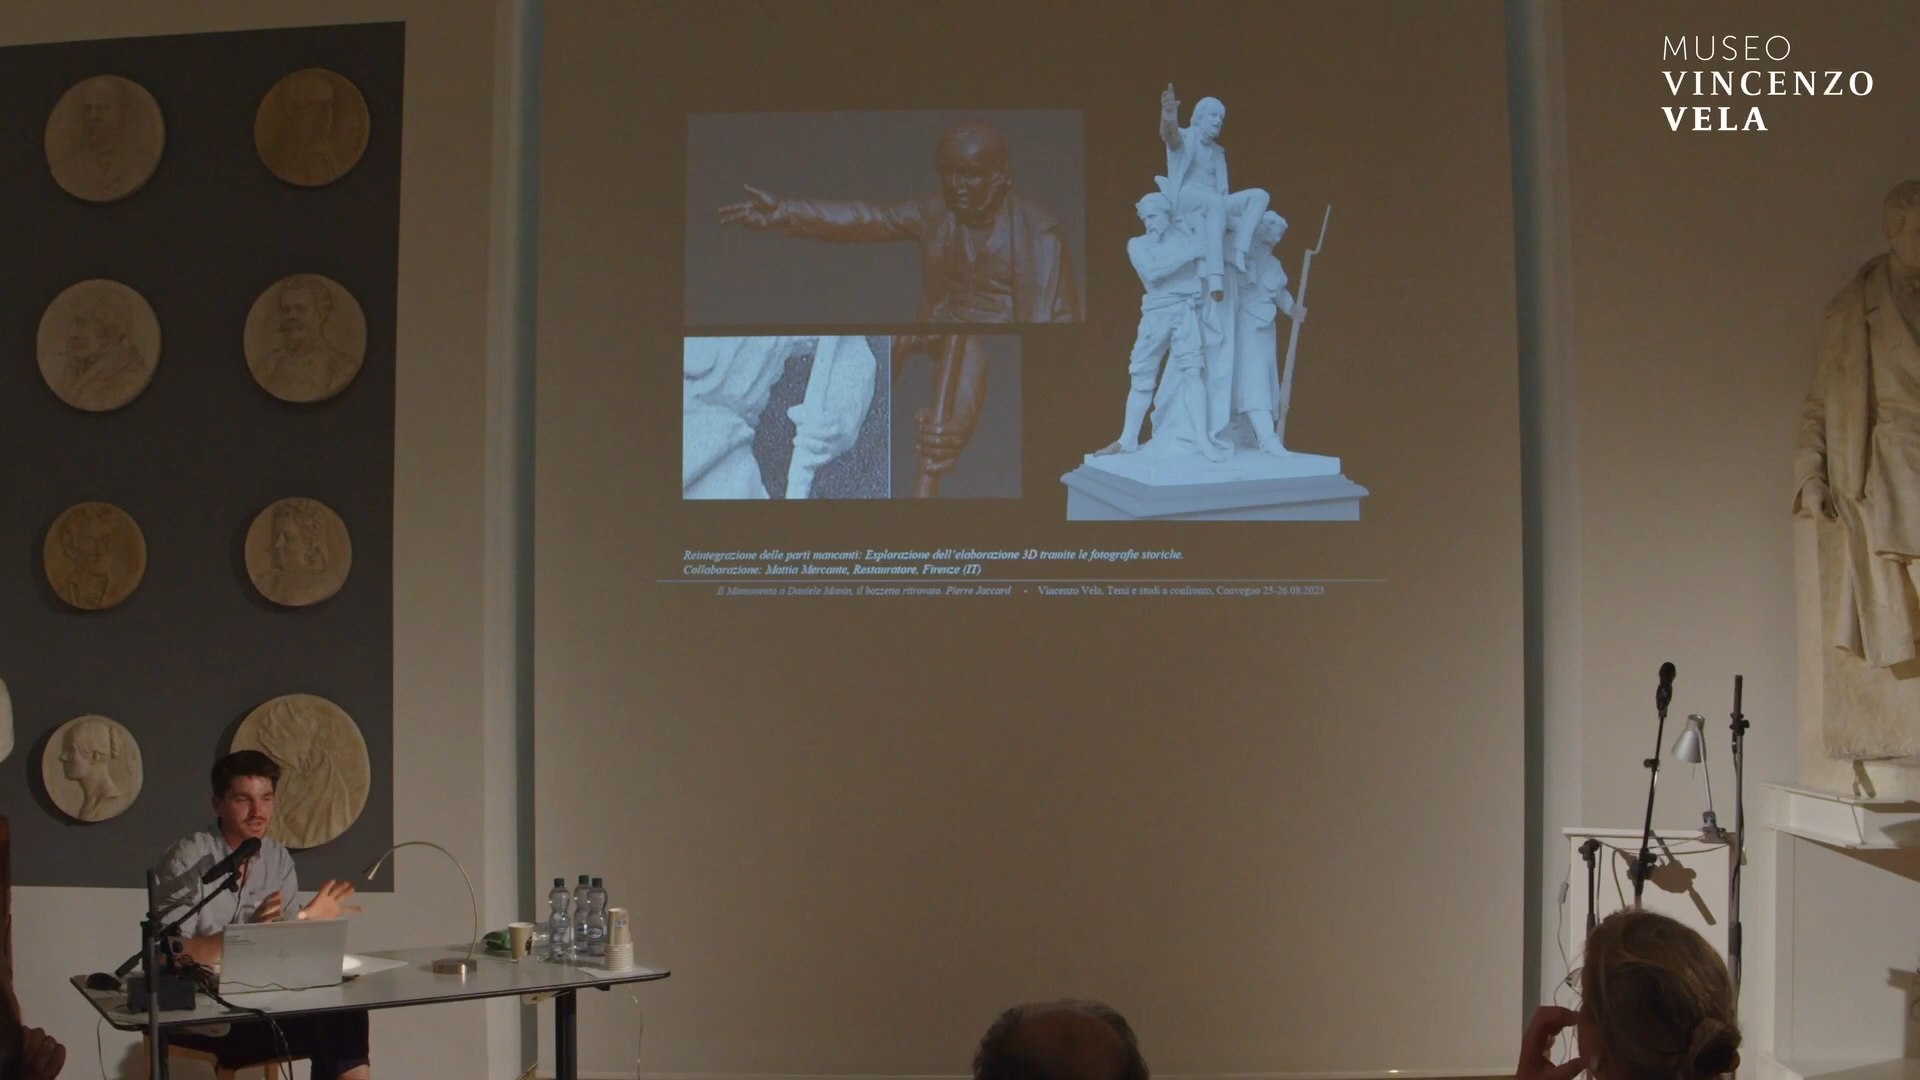 MUSEO
VINCENZO
VELA
Reintegrazione delle parti mancanti: Esplorazione dell'elaborazione 3D tramite le fotografie storiche.
Collaborazione: Mattia Mercante, Restauratore, Firenze (IT)
Il Monumento a Daniele Manin, il bozzetto ritrovato. Pierre Jaccard - Vincenzo Vela, Temi e studi a confronto, Convegno 25-26.08.2023